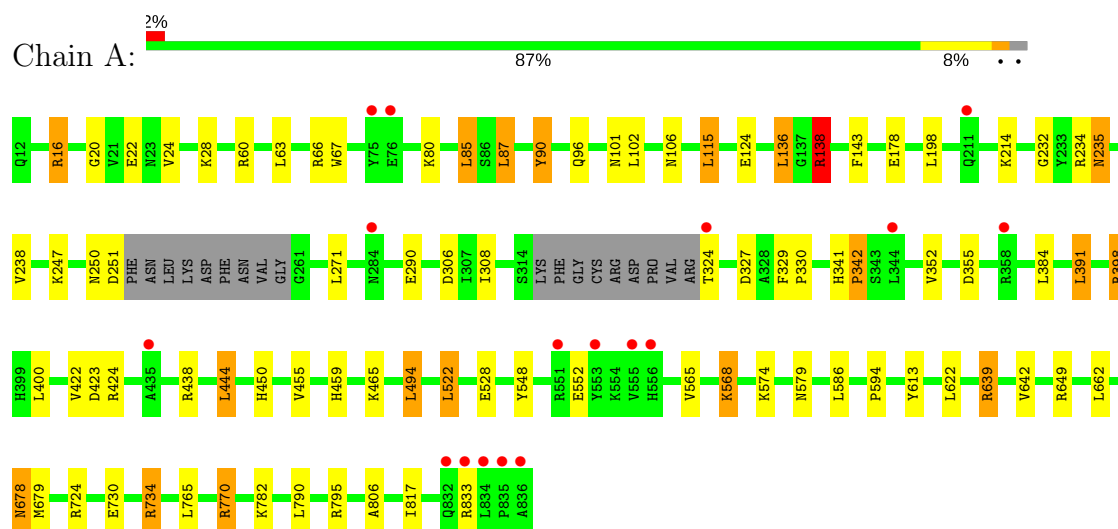 2%
Chain A:
87% 8% • •
Q12 R16 G20 V21 E22 N23 V24 K28 R60 L63 R66 W67 Y75 E76 K80 L85 S86 L87 Y90 Q96 N101 L102 N106 L115 E124 L136 Q137 R138 F143 E178 L198 Q211 K214 G232 Y233 R234 N235
V238 K247 N250 D251 PHE ASN LEU LYS ASP PHE ASN VAL GLY G261 L271 N284 E290 D306 I307 I308 S314 LYS PHE GLY CYS ARG ASP PRO VAL ARG T324 D327 A328 F329 P330 H341 P342 S343 L344 V352 D355 R358 L384 L391 R398
H399 L400 V422 D423 R424 A435 R438 L444 H450 V455 H459 K465 L494 L522 E528 Y548 R551 E552 Y553 K554 V555 H556 V565 K568 K574 N579 L586 P594 Y613 L622 R639 V642 R649 L662
N678 M679 R724 E730 R734 L765 R770 K782 L790 R795 A806 I817 Q832 R833 L834 P835 A836